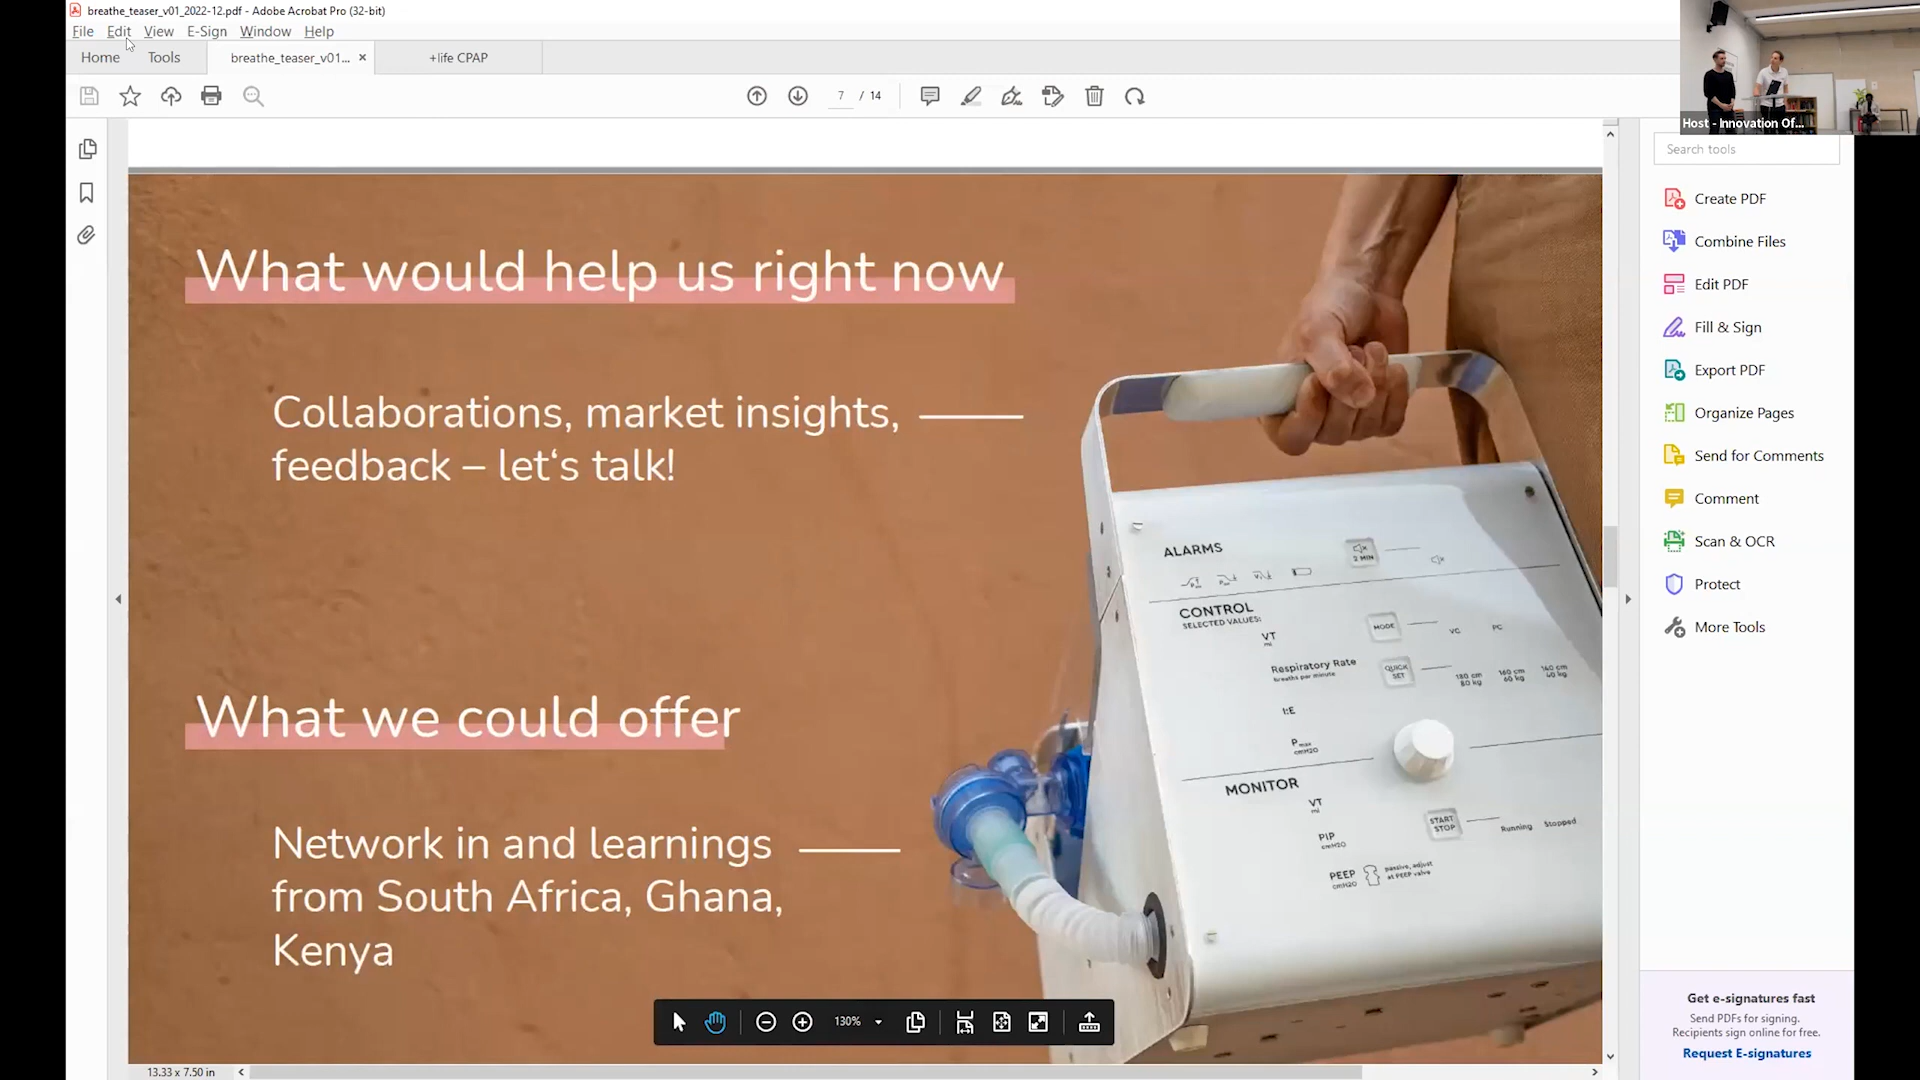 breathe_teaser_v01_2022-12.pdf - Adobe Acrobat Pro (32-bit)
File Edit View E-Sign Window Help
Home Tools breathe_teaser_v01... × +life CPAP
7 / 14
Host - Innovation Of...
Search tools
Create PDF
Combine Files
Edit PDF
Fill & Sign
Export PDF
Organize Pages
Send for Comments
Comment
Scan & OCR
Protect
More Tools
What would help us right now
Collaborations, market insights,
feedback – let‘s talk!
What we could offer
Network in and learnings
from South Africa, Ghana,
Kenya
ALARMS
2 MIN
CONTROL
SELECTED VALUES:
VT
ml
MODE
VC PC
Respiratory Rate
breaths per minute
QUICK
SET
180 cm 160 cm 140 cm
80 kg 60 kg 40 kg
I:E
Pmax
cmH2O
MONITOR
VT
ml
START
STOP
Running Stopped
PIP
cmH2O
PEEP
cmH2O
passive, adjust
at PEEP valve
130%
13.33 x 7.50 in
Get e-signatures fast
Send PDFs for signing.
Recipients sign online for free.
Request E-signatures